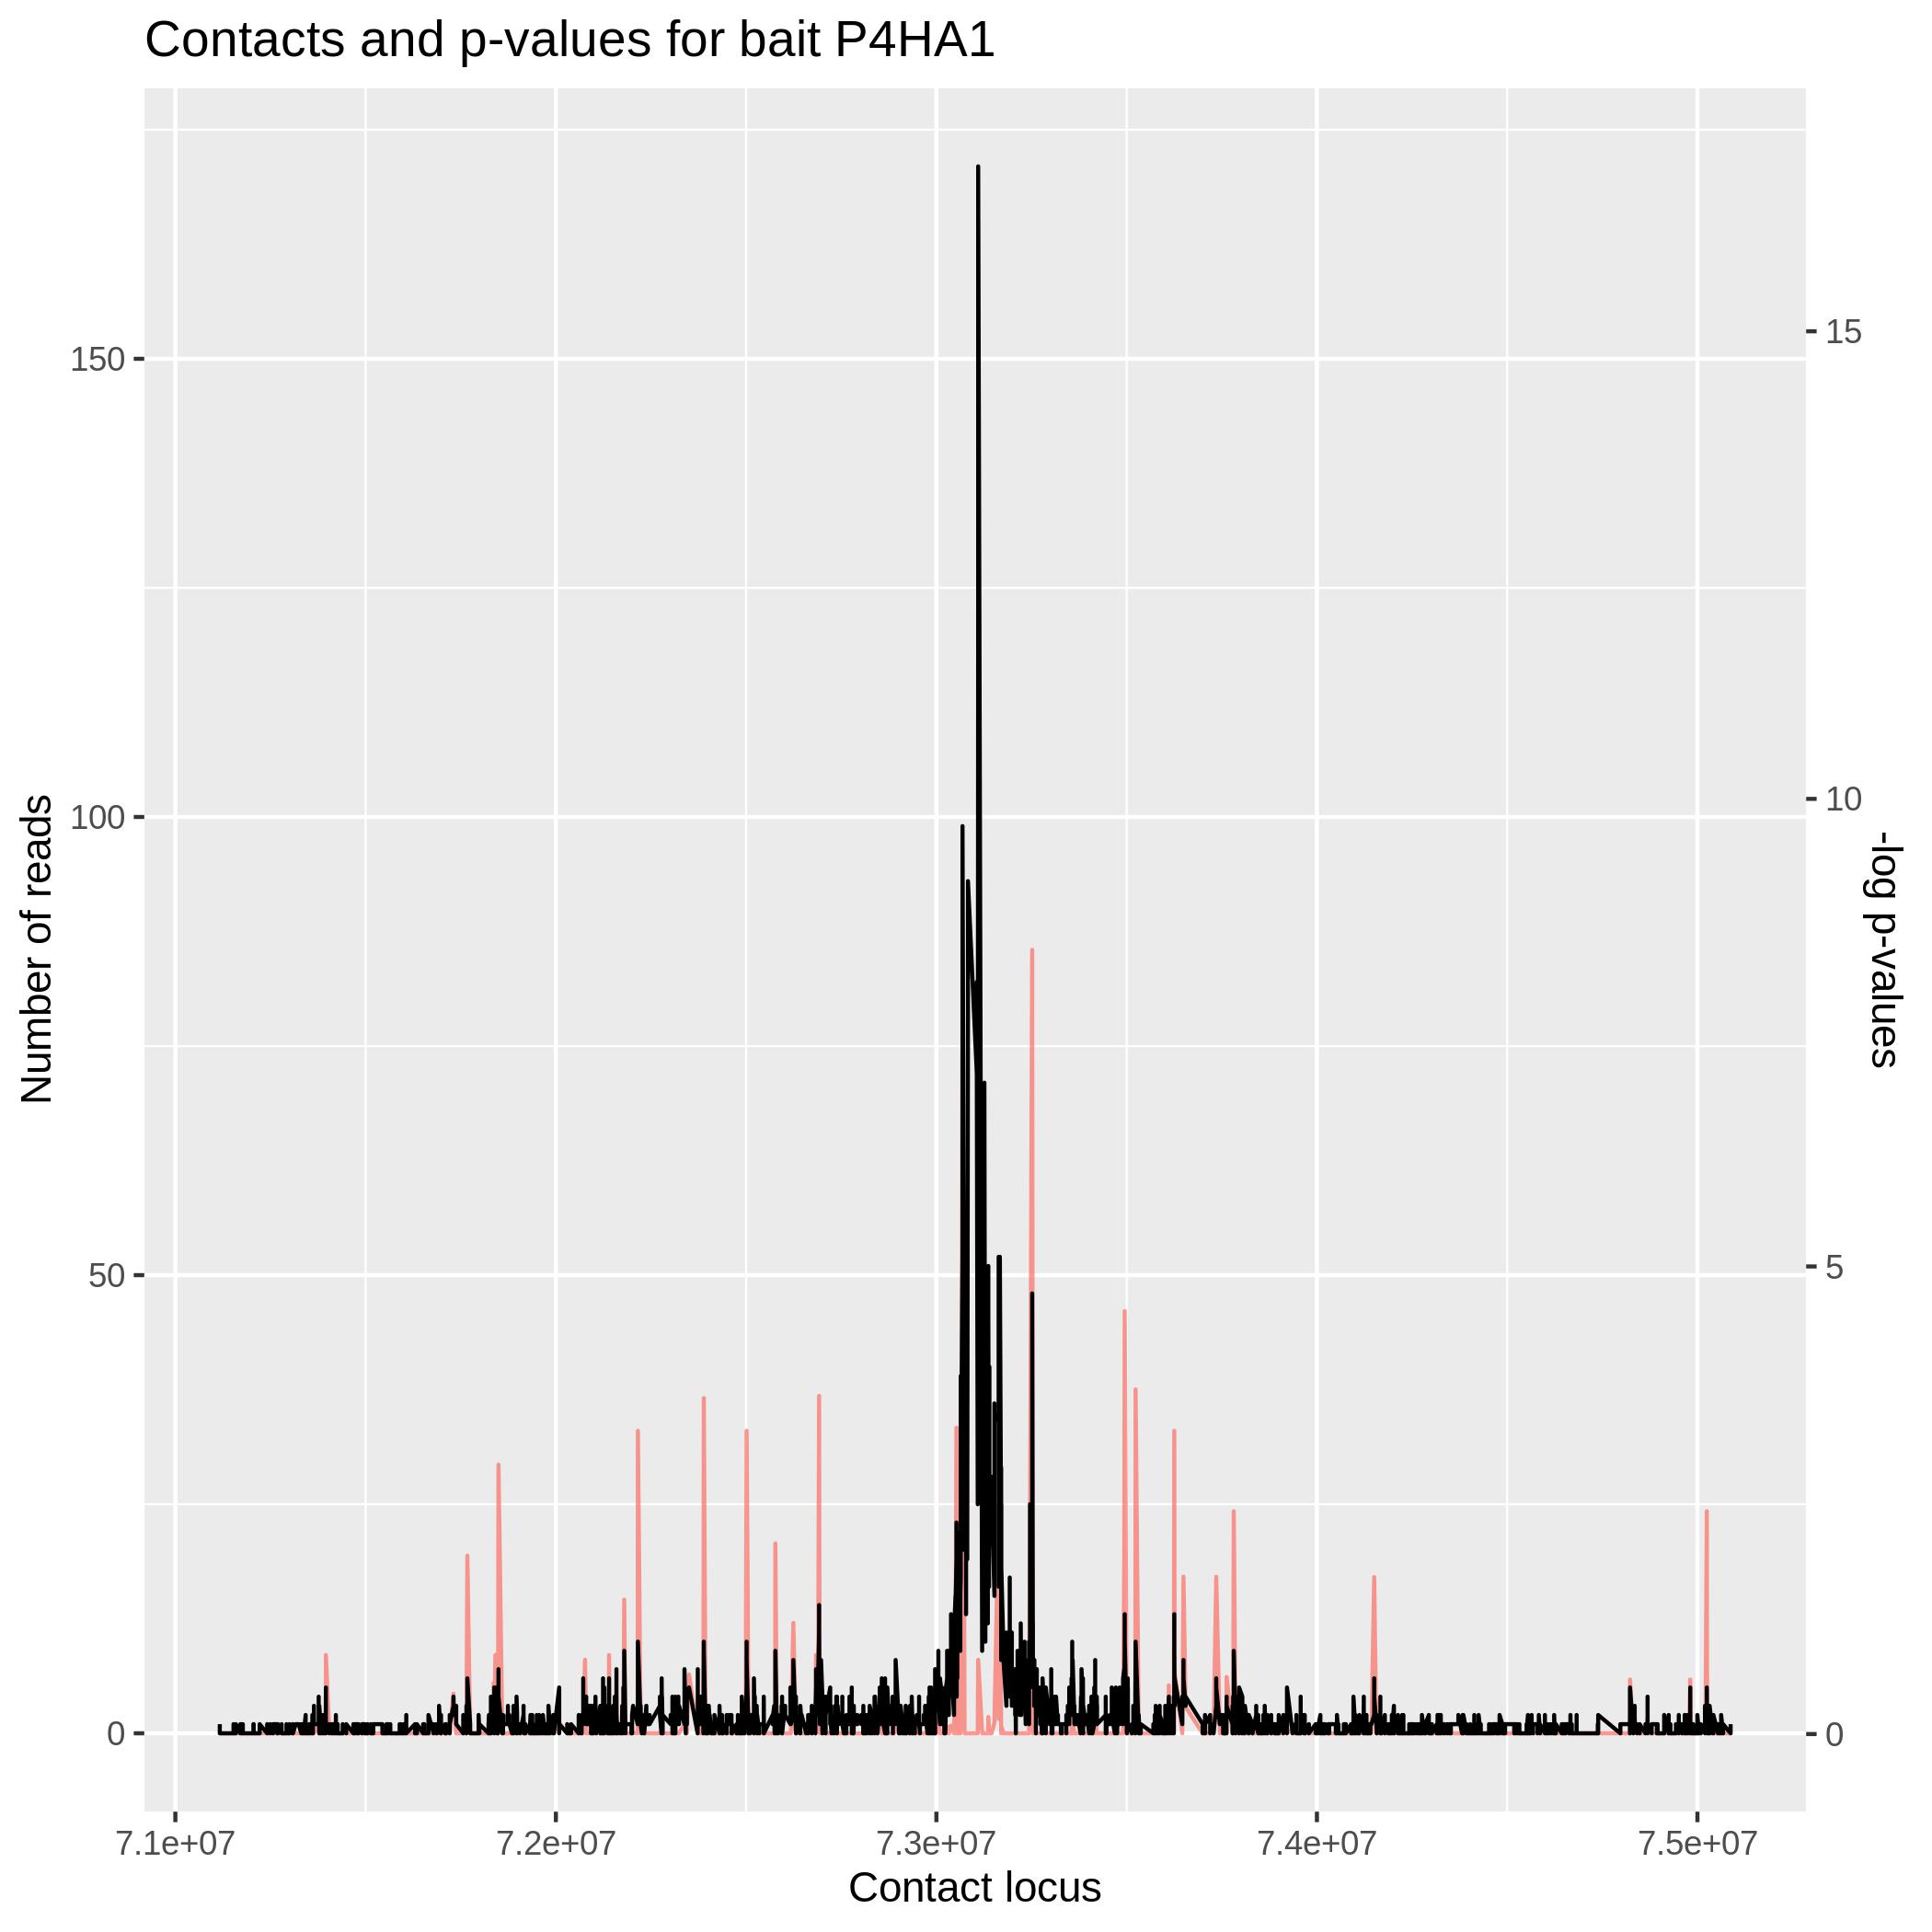 Contacts and p-values for bait P4HA1
Number of reads
150
100
50
0
15
10
5
0
-log p-values
7.1e+07
7.2e+07
7.3e+07
7.4e+07
7.5e+07
Contact locus